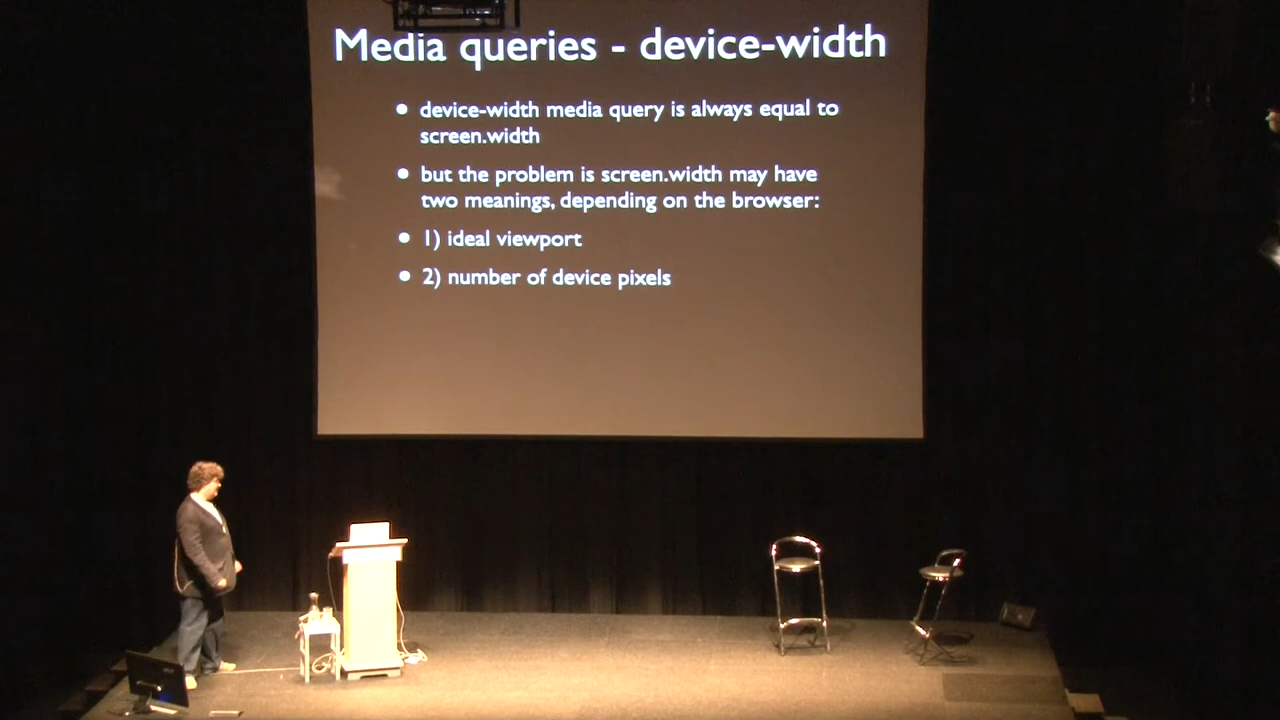 Media queries - device-width
• device-width media query is always equal to
screen.width
• but the problem is screen.width may have
two meanings, depending on the browser:
• 1) ideal viewport
• 2) number of device pixels